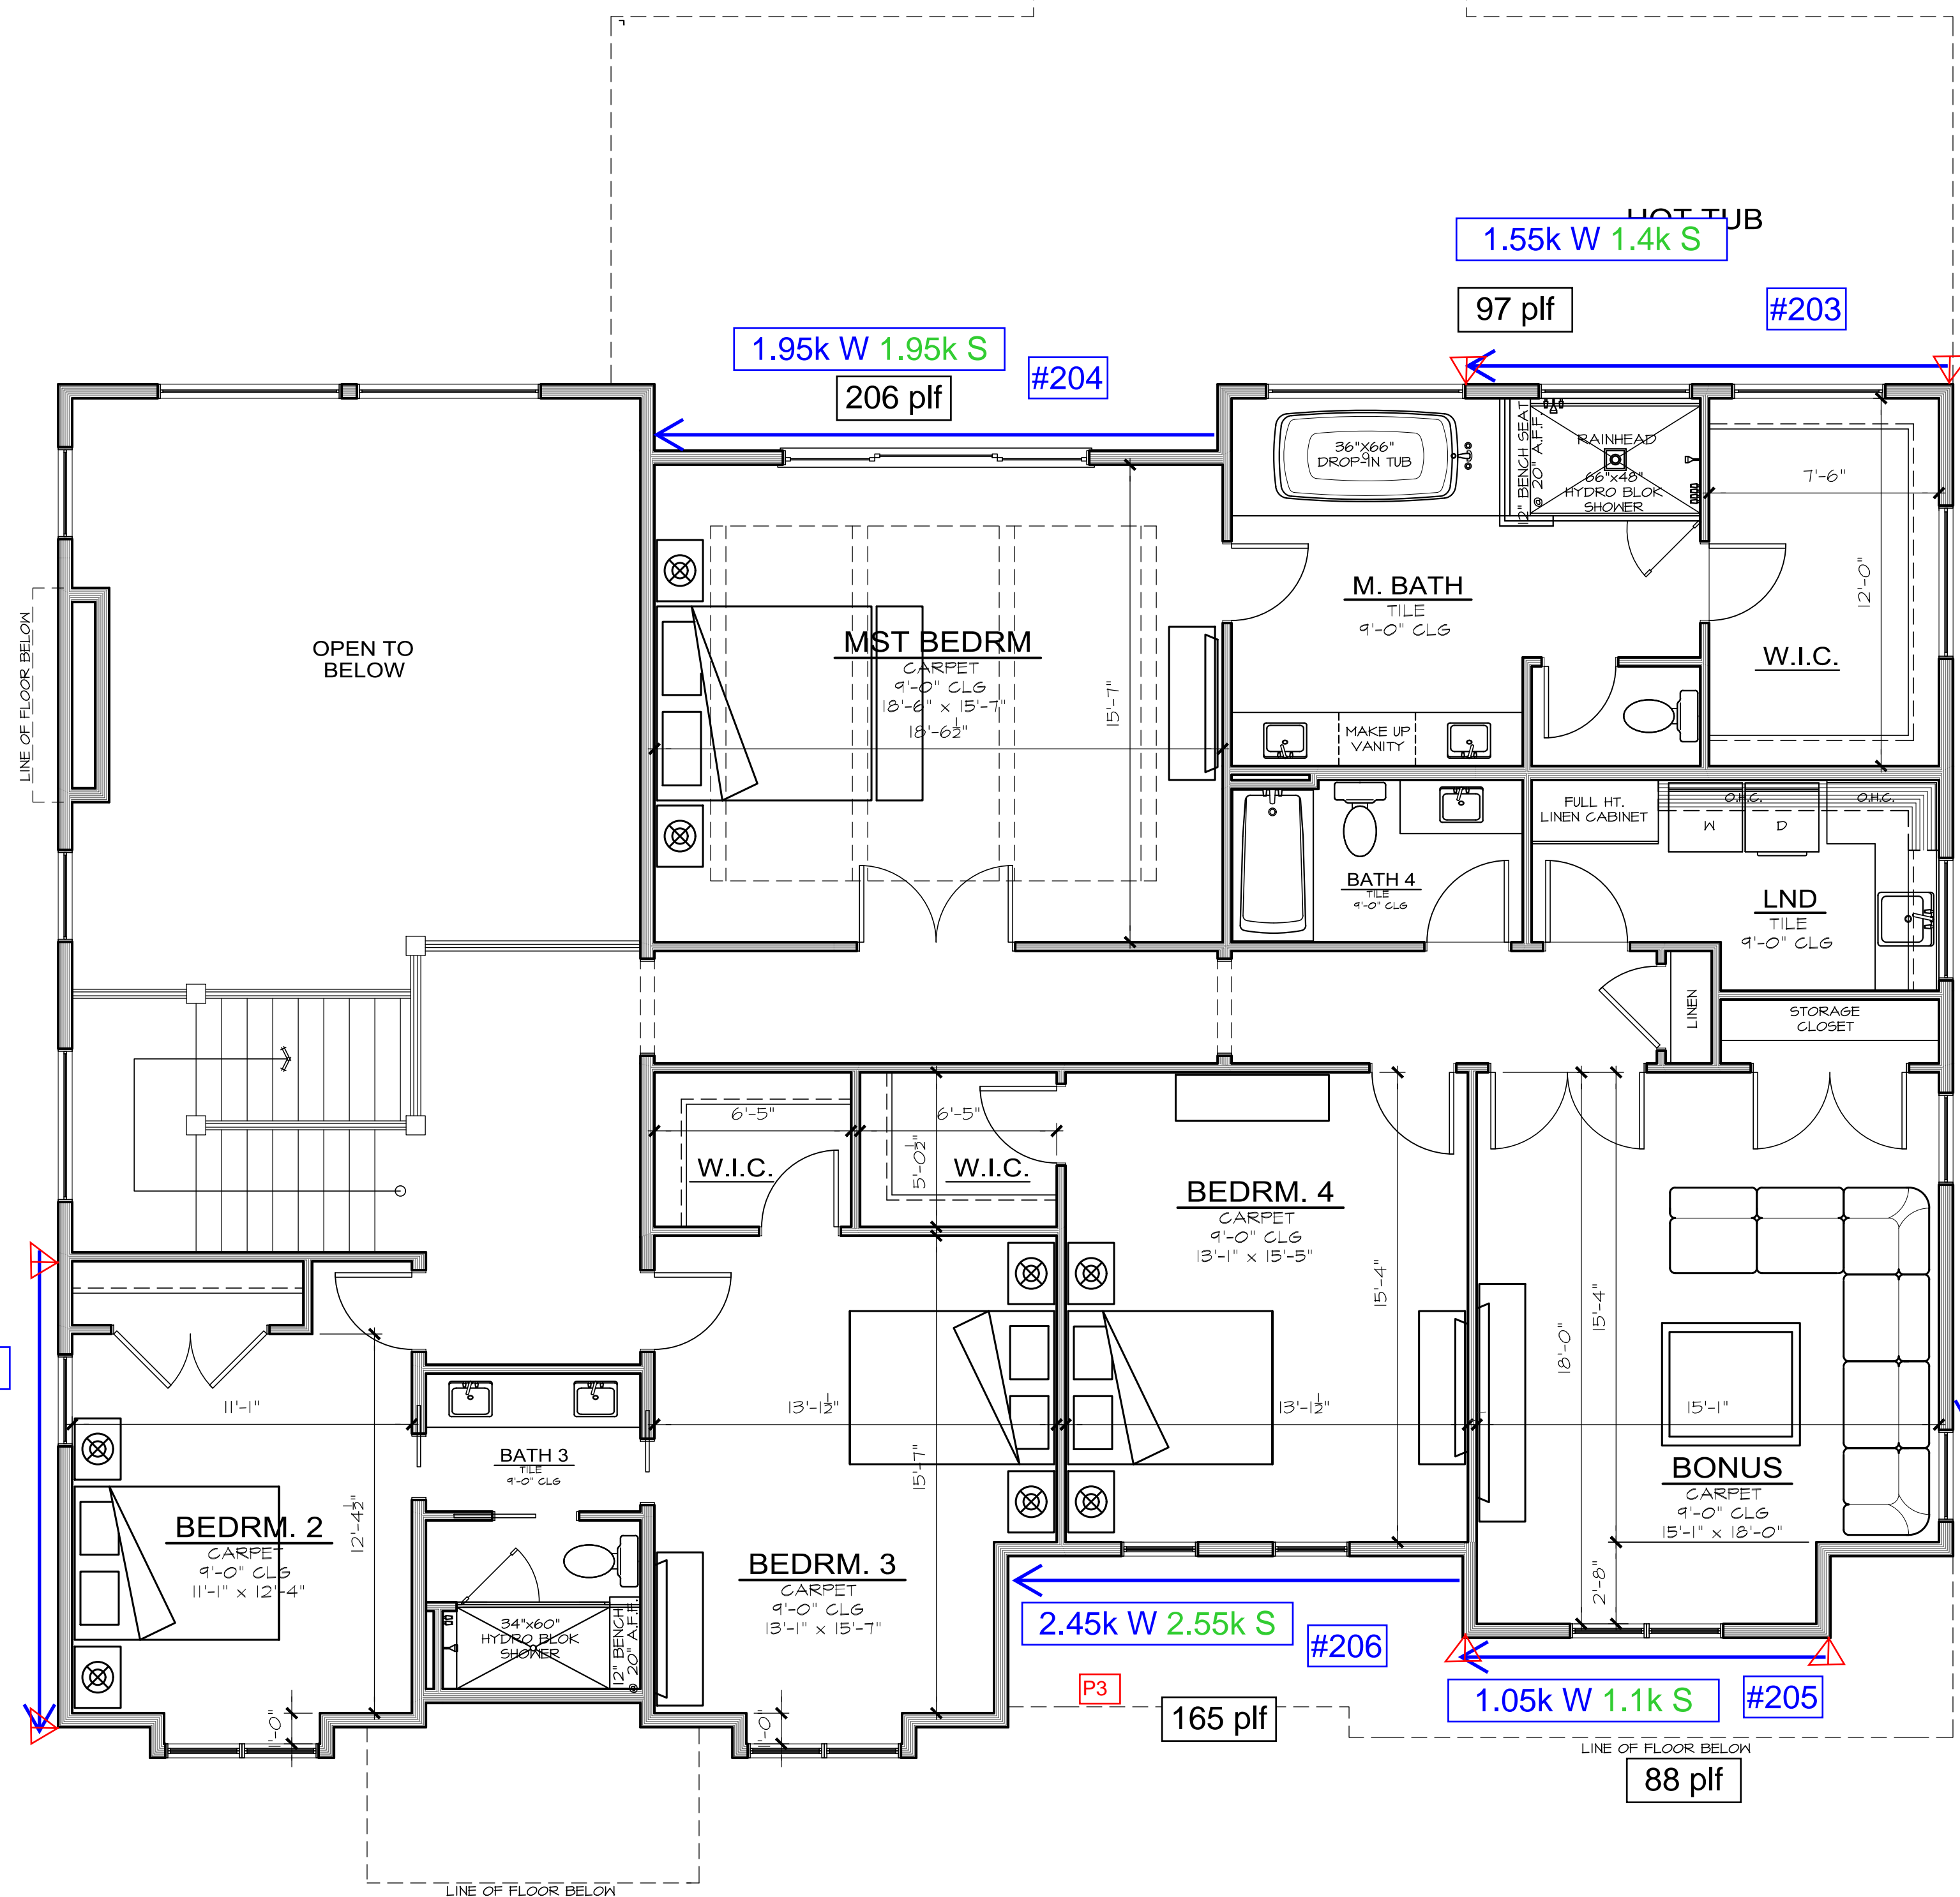 HOT TUB
1.55k W 1.4k S
97 plf
#203
1.95k W 1.95k S
206 plf
#204
36"X66"
DROP-IN TUB
12" BENCH SEAT
@ 20" A.F.F.
RAINHEAD
66"x48"
HYDRO BLOK
SHOWER
7'-6"
12'-0"
OPEN TO
BELOW
LINE OF FLOOR BELOW
MST BEDRM
CARPET
9'-0" CLG
18'-6" x 15'-7"
18'-6½"
15'-7"
M. BATH
TILE
9'-0" CLG
W.I.C.
MAKE UP
VANITY
FULL HT.
LINEN CABINET
O.H.C.
O.H.C.
W
D
BATH 4
TILE
9'-0" CLG
LND
TILE
9'-0" CLG
LINEN
STORAGE
CLOSET
6'-5"
6'-5"
5'-0½"
W.I.C.
W.I.C.
BEDRM. 4
CARPET
9'-0" CLG
13'-1" x 15'-5"
15'-4"
18'-0"
15'-4"
11'-1"
13'-1½"
13'-1½"
15'-1"
BATH 3
TILE
9'-0" CLG
15'-7"
BONUS
CARPET
9'-0" CLG
15'-1" x 18'-0"
BEDRM. 2
CARPET
9'-0" CLG
11'-1" x 12'-4"
12'-4½"
BEDRM. 3
CARPET
9'-0" CLG
13'-1" x 15'-7"
34"x60"
HYDRO BLOK
SHOWER
12" BENCH
@ 20" A.F.F.
2'-8"
2.45k W 2.55k S
#206
P3
165 plf
1.05k W 1.1k S
#205
LINE OF FLOOR BELOW
88 plf
LINE OF FLOOR BELOW